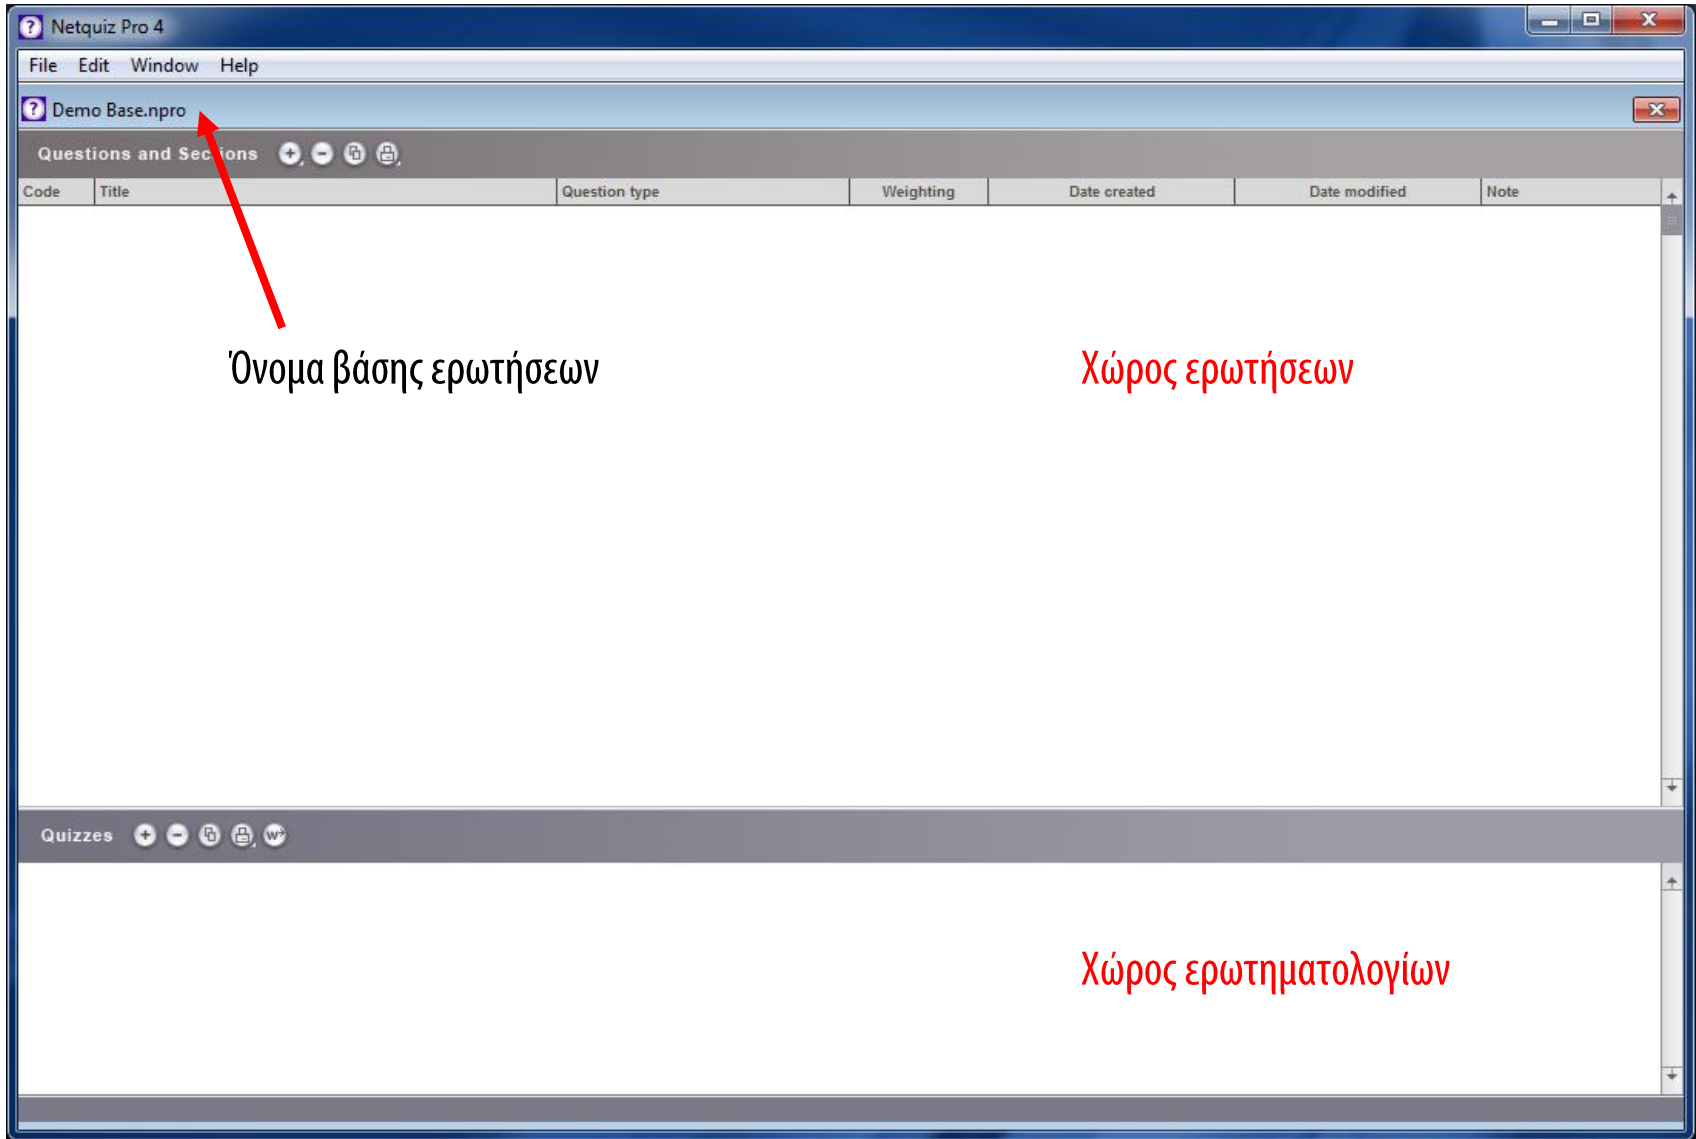 Netquiz Pro 4
File Edit Window Help
Demo Base.npro
Questions and Sections
Code Title Question type Weighting Date created Date modified Note
Όνομα βάσης ερωτήσεων
Χώρος ερωτήσεων
Quizzes
Χώρος ερωτηματολογίων